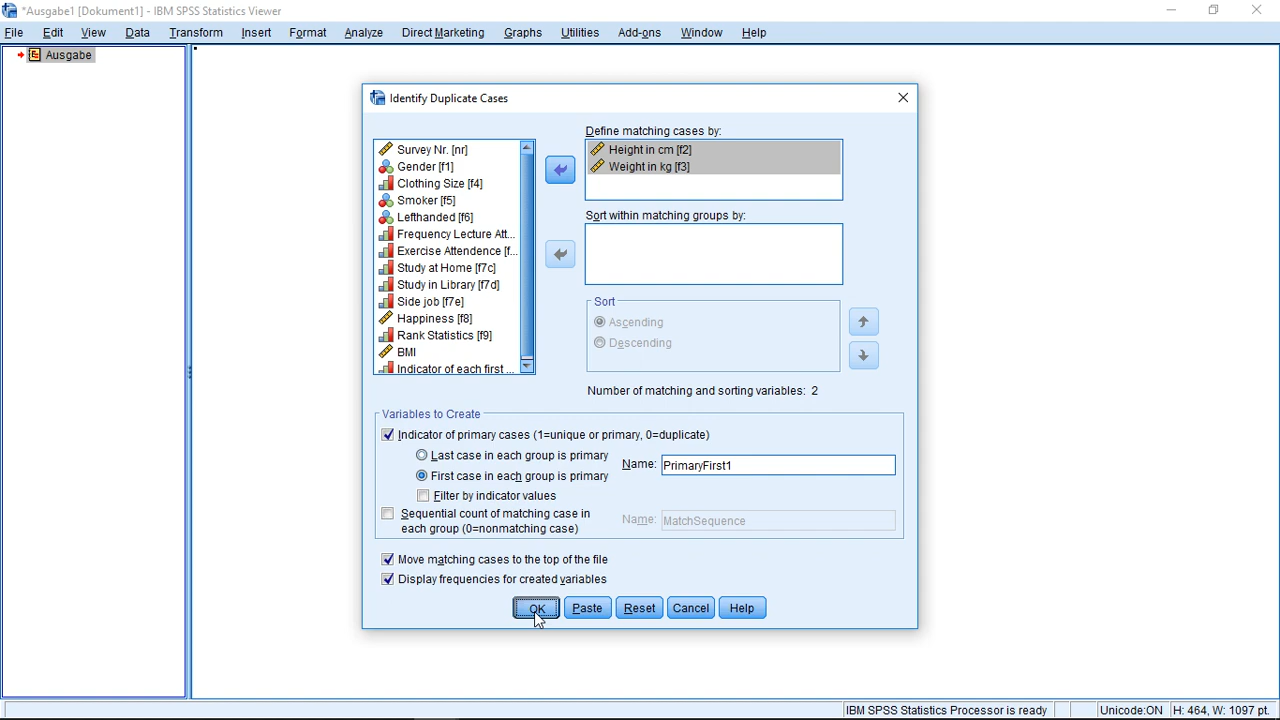 *Ausgabe1 [Dokument1] - IBM SPSS Statistics Viewer
File Edit View Data Transform Insert Format Analyze Direct Marketing Graphs Utilities Add-ons Window Help
Ausgabe
Identify Duplicate Cases
Define matching cases by:
Survey Nr. [nr]
Gender [f1]
Clothing Size [f4]
Smoker [f5]
Lefthanded [f6]
Frequency Lecture Att...
Exercise Attendence [f...
Study at Home [f7c]
Study in Library [f7d]
Side job [f7e]
Happiness [f8]
Rank Statistics [f9]
BMI
Indicator of each first ...
Height in cm [f2]
Weight in kg [f3]
Sort within matching groups by:
Sort
Ascending
Descending
Number of matching and sorting variables: 2
Variables to Create
Indicator of primary cases (1=unique or primary, 0=duplicate)
Last case in each group is primary
First case in each group is primary
Name: PrimaryFirst1
Filter by indicator values
Sequential count of matching case in
each group (0=nonmatching case)
Name: MatchSequence
Move matching cases to the top of the file
Display frequencies for created variables
OK Paste Reset Cancel Help
IBM SPSS Statistics Processor is ready Unicode:ON H: 464, W: 1097 pt.